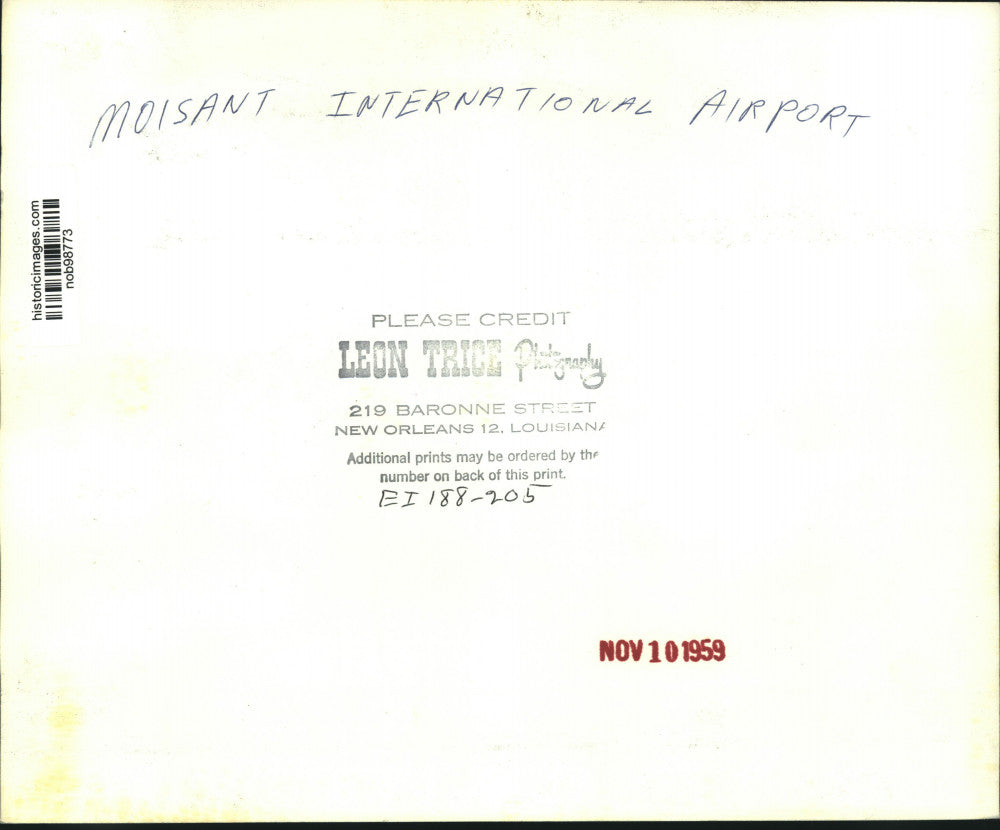 MOISANT INTERNATIONAL AIRPORT
historicimages.com
nob98773
PLEASE CREDIT
LEON TRICE Photography
219 BARONNE STREET
NEW ORLEANS 12, LOUISIANA
Additional prints may be ordered by the
number on back of this print.
EI 188-205
NOV 10 1959